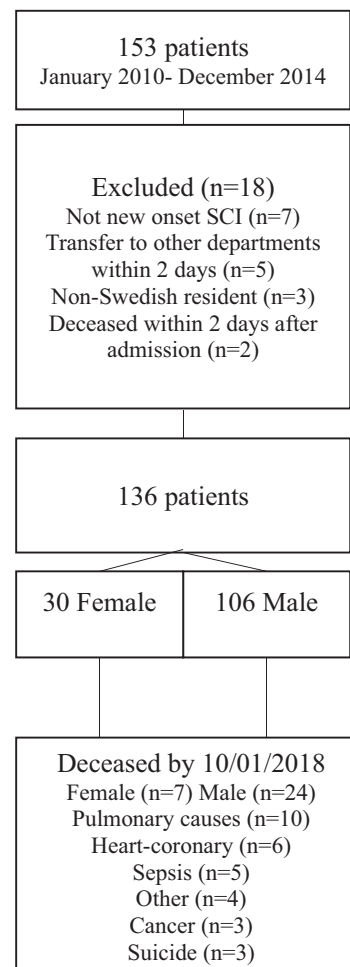 153 patients
January 2010- December 2014
Excluded (n=18)
Not new onset SCI (n=7)
Transfer to other departments
within 2 days (n=5)
Non-Swedish resident (n=3)
Deceased within 2 days after
admission (n=2)
136 patients
30 Female
106 Male
Deceased by 10/01/2018
Female (n=7) Male (n=24)
Pulmonary causes (n=10)
Heart-coronary (n=6)
Sepsis (n=5)
Other (n=4)
Cancer (n=3)
Suicide (n=3)